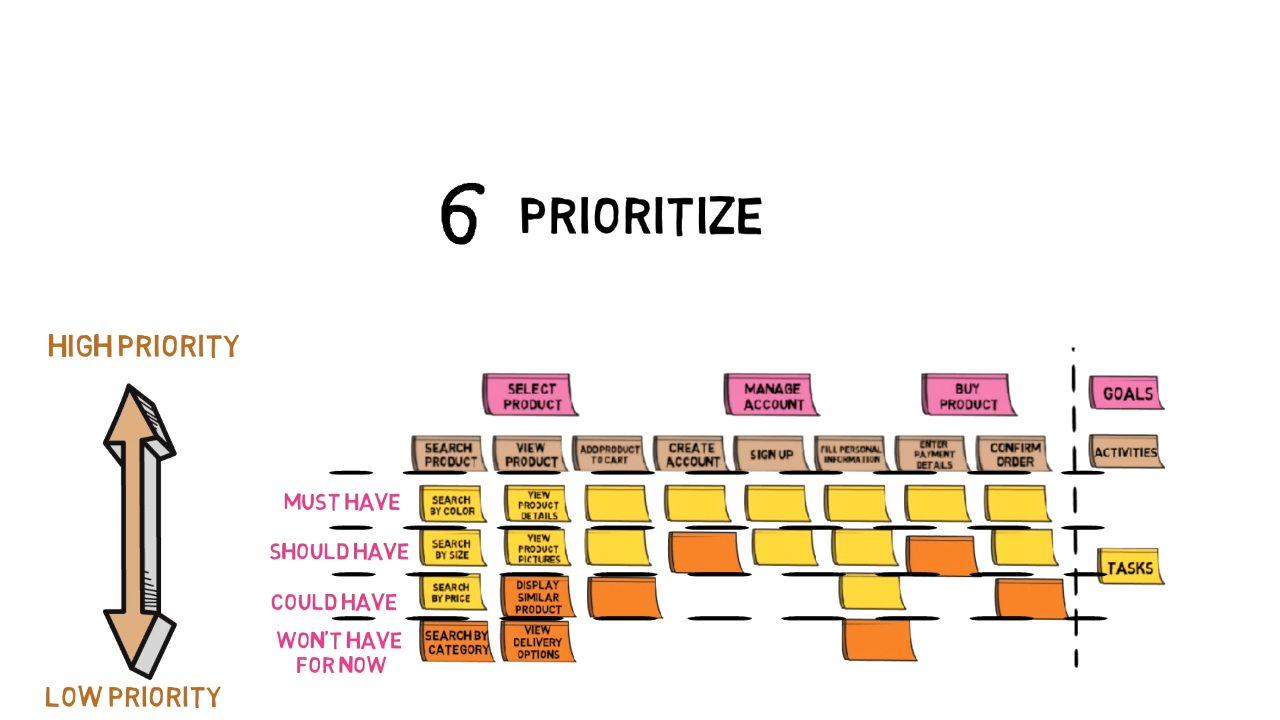 6 PRIORITIZE
HIGH PRIORITY
SELECT
PRODUCT
MANAGE
ACCOUNT
BUY
PRODUCT
GOALS
SEARCH
PRODUCT
VIEW
PRODUCT
ADD PRODUCT
TO CART
CREATE
ACCOUNT
SIGN UP
FILL PERSONAL
INFORMATION
ENTER
PAYMENT
DETAILS
CONFIRM
ORDER
ACTIVITIES
MUST HAVE
SEARCH
BY COLOR
VIEW
PRODUCT
DETAILS
SHOULD HAVE
SEARCH
BY SIZE
VIEW
PRODUCT
PICTURES
TASKS
COULD HAVE
SEARCH
BY PRICE
DISPLAY
SIMILAR
PRODUCT
WON'T HAVE
FOR NOW
SEARCH BY
CATEGORY
VIEW
DELIVERY
OPTIONS
LOW PRIORITY